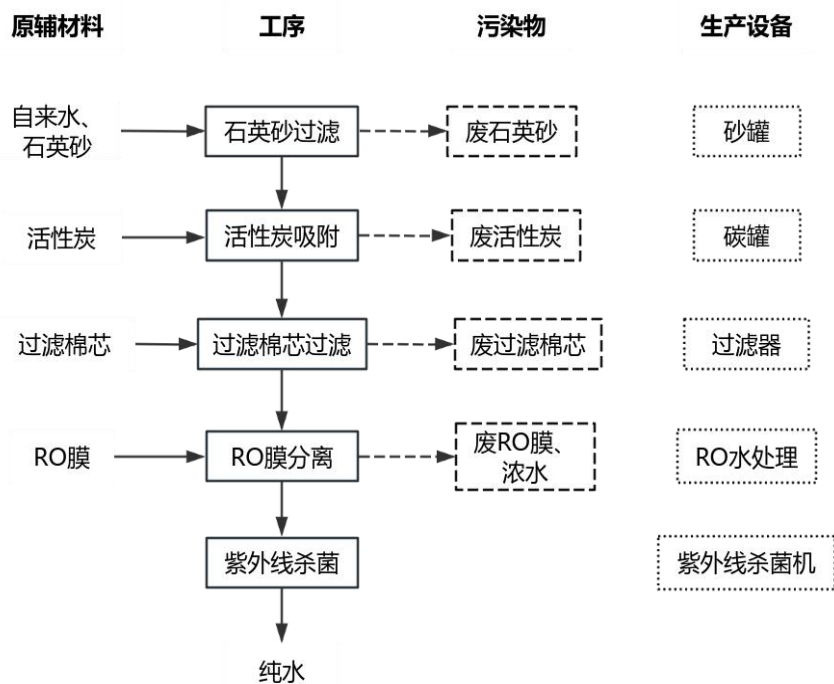 原辅材料 工序 污染物 生产设备
自来水、
石英砂
石英砂过滤 废石英砂 砂罐
活性炭 活性炭吸附 废活性炭 碳罐
过滤棉芯 过滤棉芯过滤 废过滤棉芯 过滤器
RO膜 RO膜分离
废RO膜、
浓水
RO水处理
紫外线杀菌 紫外线杀菌机
纯水